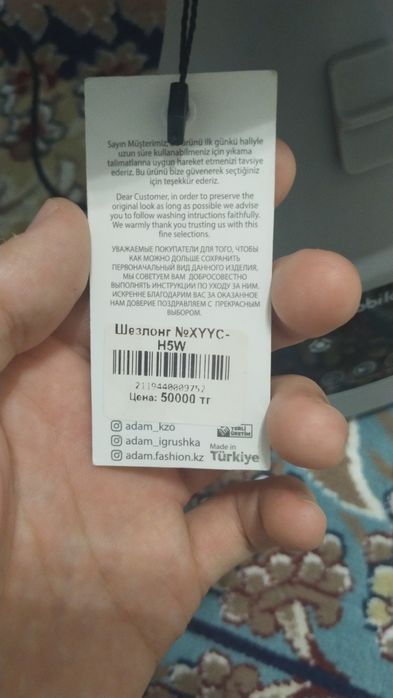 Sayın Müşterimiz, bu ürünü ilk günkü haliyle
uzun süre kullanabilmeniz için yıkama
talimatlarına uygun hareket etmenizi tavsiye
ederiz. Bu ürünü bize güvenerek seçtiğiniz
için teşekkür ederiz.
Dear Customer, in order to preserve the
original look as long as possible we advise
you to follow washing intructions faithfully.
We warmly thank you trusting us with this
fine selections.
УВАЖАЕМЫЕ ПОКУПАТЕЛИ ДЛЯ ТОГО, ЧТОБЫ
КАК МОЖНО ДОЛЬШЕ СОХРАНИТЬ
ПЕРВОНАЧАЛЬНЫЙ ВИД ДАННОГО ИЗДЕЛИЯ,
МЫ СОВЕТУЕМ ВАМ ДОБРОСОВЕСТНО
ВЫПОЛНЯТЬ ИНСТРУКЦИИ ПО УХОДУ ЗА НИМ.
ИСКРЕННЕ БЛАГОДАРИМ ВАС ЗА ОКАЗАННОЕ
НАМ ДОВЕРИЕ ПОЗДРАВЛЯЕМ С ПРЕКРАСНЫМ
ВЫБОРОМ.
Шезлонг №XYYC-
H5W
2119440009752
Цена: 50000 тг
adam_kzo
adam_igrushka
adam.fashion.kz
YERLİ
ÜRETİM
Made in
Türkiye